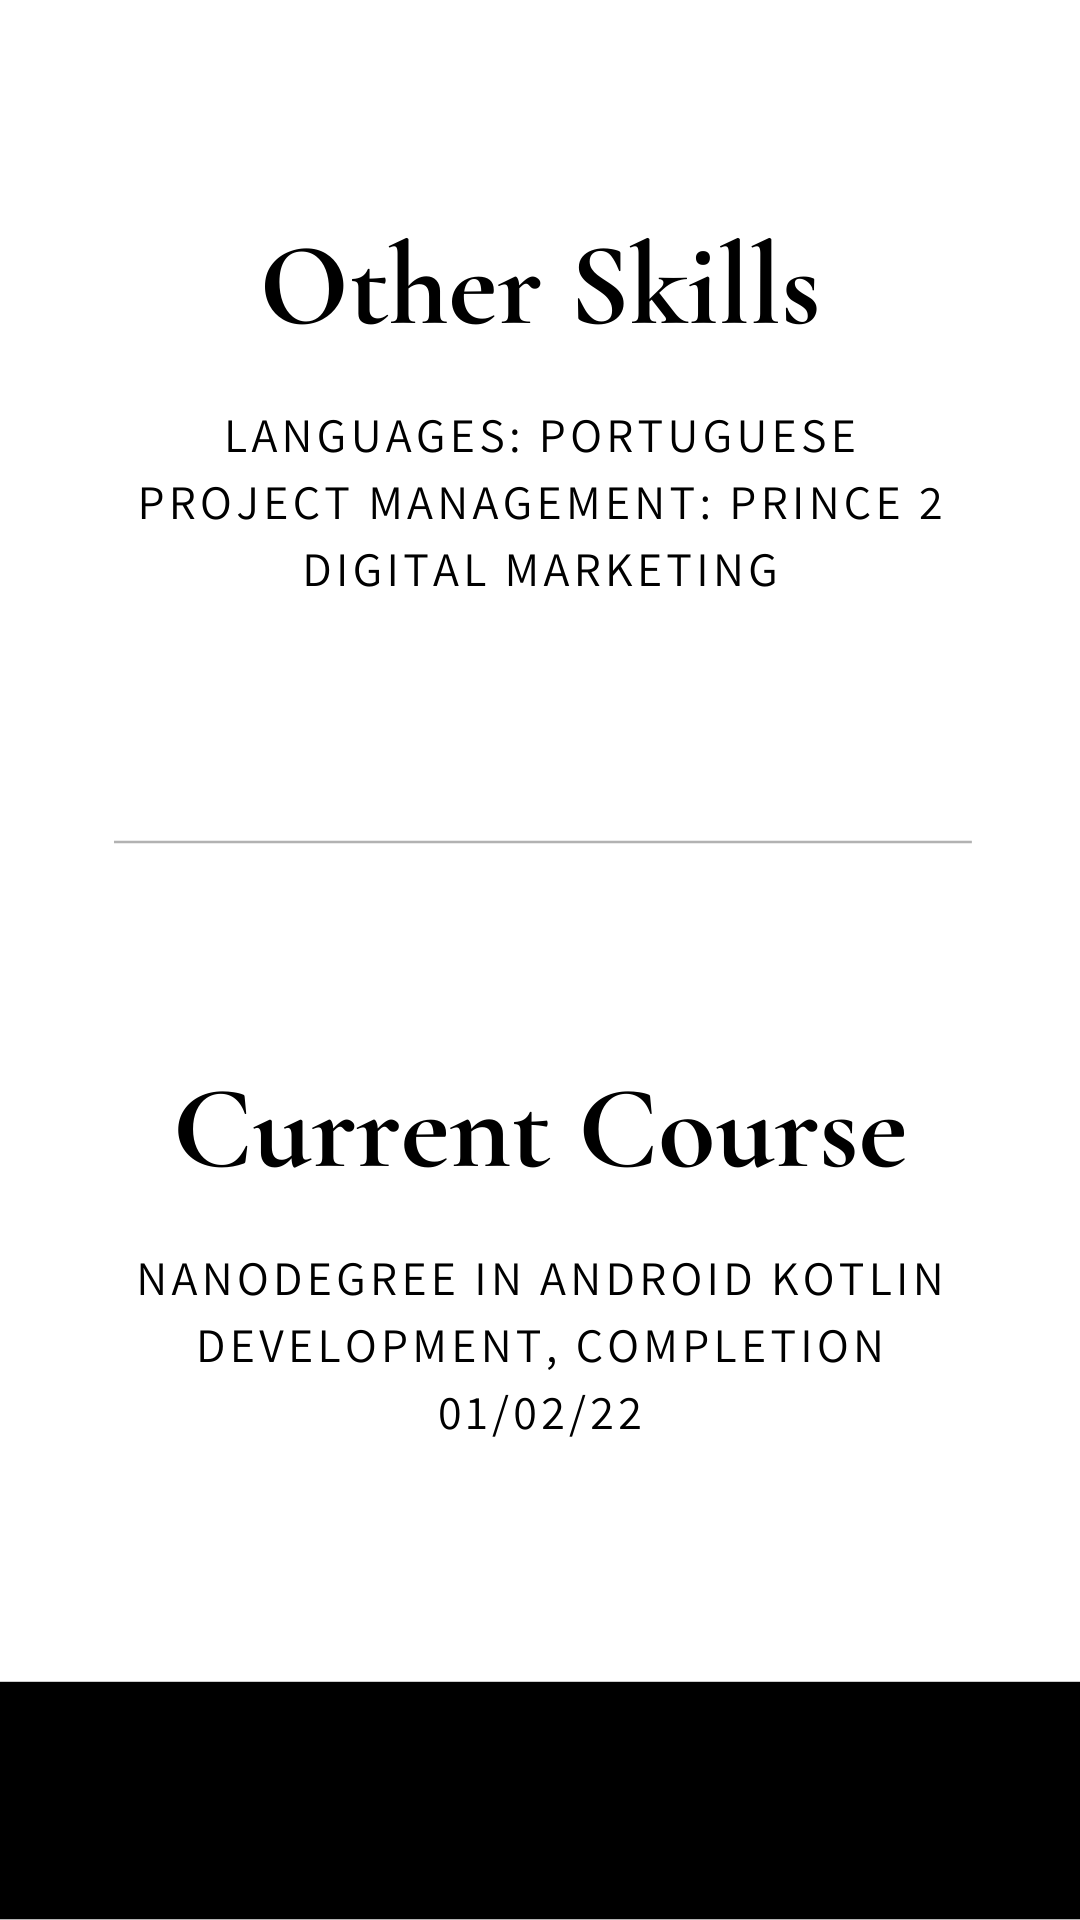 Other Skills
LANGUAGES: PORTUGUESE
PROJECT MANAGEMENT: PRINCE 2
DIGITAL MARKETING
Current Course
NANODEGREE IN ANDROID KOTLIN
DEVELOPMENT, COMPLETION
01/02/22